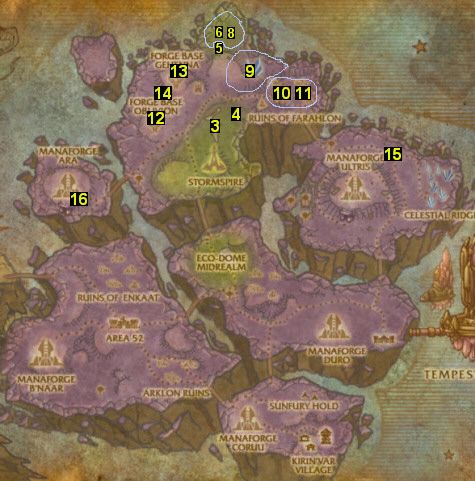 6 8
5
FORGE BASE
GEHENNA
13
9
14
10 11
FORGE BASE
OBLIVION
12
4
3
RUINS OF FARAHLON
MANAFORGE
ARA
MANAFORGE
ULTRIS
15
STORMSPIRE
16
CELESTIAL RIDGE
ECO-DOME
MIDREALM
RUINS OF ENKAAT
AREA 52
MANAFORGE
B'NAAR
MANAFORGE
DURO
TEMPES
ARKLON RUINS
SUNFURY HOLD
MANAFORGE
CORUU
KIRIN'VAR
VILLAGE